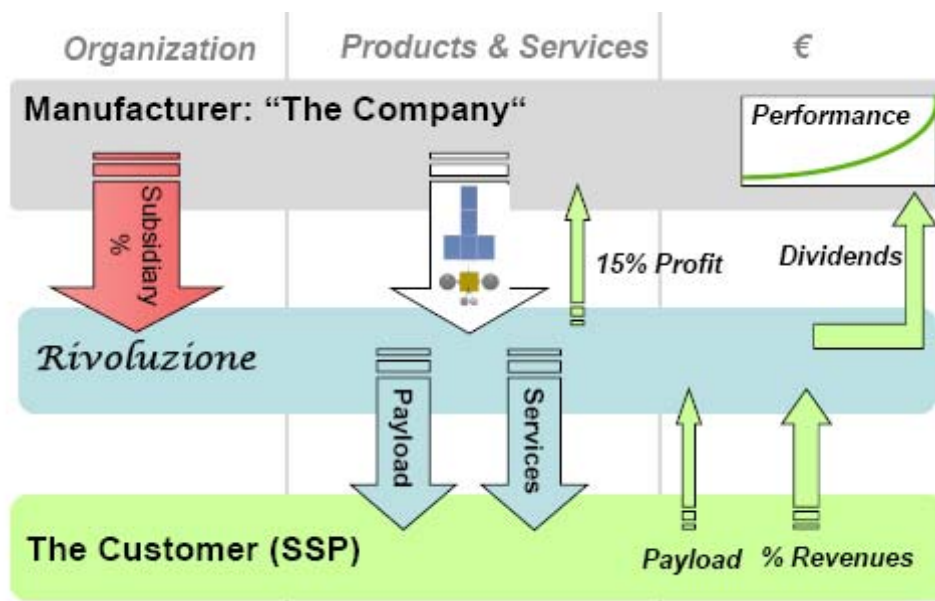 Organization
Products & Services
€
Manufacturer: “The Company“
Performance
Subsidiary
%
15% Profit
Dividends
Rivoluzione
Payload
Services
The Customer (SSP)
Payload
% Revenues